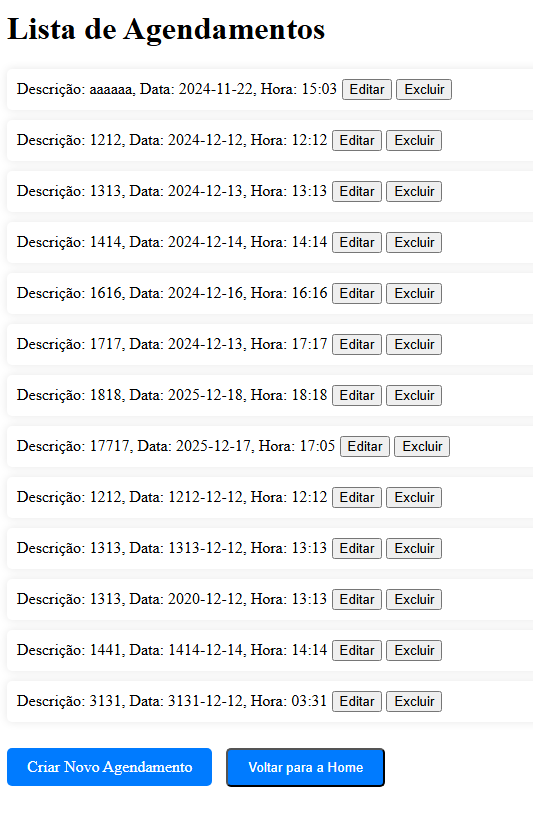 Lista de Agendamentos
Descrição: aaaaaa, Data: 2024-11-22, Hora: 15:03 Editar Excluir
Descrição: 1212, Data: 2024-12-12, Hora: 12:12 Editar Excluir
Descrição: 1313, Data: 2024-12-13, Hora: 13:13 Editar Excluir
Descrição: 1414, Data: 2024-12-14, Hora: 14:14 Editar Excluir
Descrição: 1616, Data: 2024-12-16, Hora: 16:16 Editar Excluir
Descrição: 1717, Data: 2024-12-13, Hora: 17:17 Editar Excluir
Descrição: 1818, Data: 2025-12-18, Hora: 18:18 Editar Excluir
Descrição: 17717, Data: 2025-12-17, Hora: 17:05 Editar Excluir
Descrição: 1212, Data: 1212-12-12, Hora: 12:12 Editar Excluir
Descrição: 1313, Data: 1313-12-12, Hora: 13:13 Editar Excluir
Descrição: 1313, Data: 2020-12-12, Hora: 13:13 Editar Excluir
Descrição: 1441, Data: 1414-12-14, Hora: 14:14 Editar Excluir
Descrição: 3131, Data: 3131-12-12, Hora: 03:31 Editar Excluir
Criar Novo Agendamento Voltar para a Home